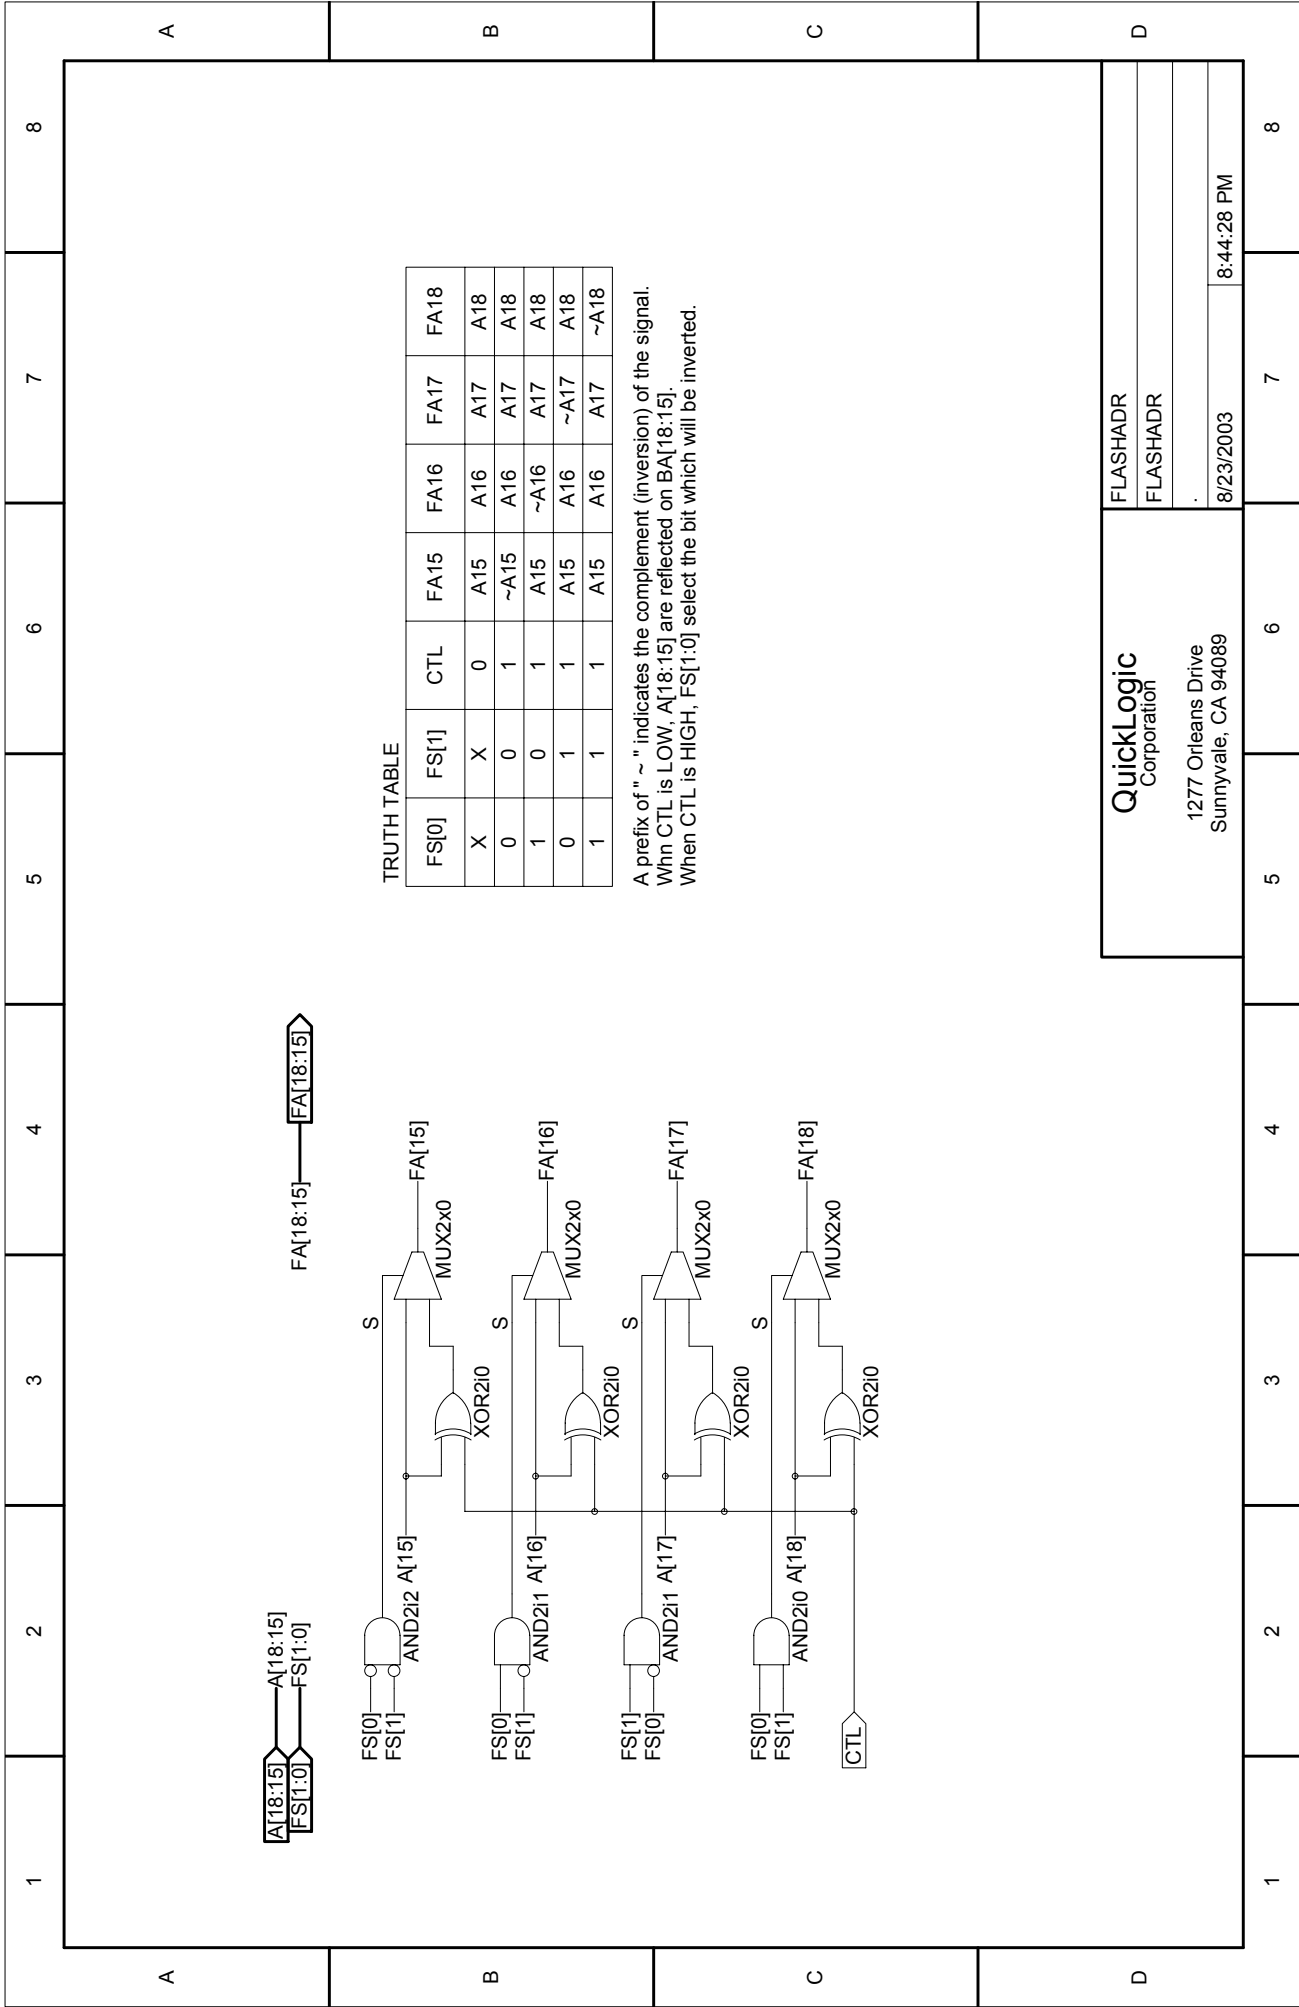 1 2 3 4 5 6 7 8
A
B
C
D
A[18:15] A[18:15]
FS[1:0] FS[1:0]
FA[18:15] FA[18:15]
FS[0]
FS[1]
AND2i2
A[15]
S
XOR2i0
MUX2x0
FA[15]
FS[0]
FS[1]
AND2i1
A[16]
S
XOR2i0
MUX2x0
FA[16]
FS[1]
FS[0]
AND2i1
A[17]
S
XOR2i0
MUX2x0
FA[17]
FS[0]
FS[1]
AND2i0
A[18]
S
XOR2i0
MUX2x0
FA[18]
CTL
TRUTH TABLE
FS[0] FS[1] CTL FA15 FA16 FA17 FA18
X X 0 A15 A16 A17 A18
0 0 1 ~A15 A16 A17 A18
1 0 1 A15 ~A16 A17 A18
0 1 1 A15 A16 ~A17 A18
1 1 1 A15 A16 A17 ~A18
A prefix of " ~ " indicates the complement (inversion) of the signal.
Whn CTL is LOW, A[18:15] are reflected on BA[18:15].
When CTL is HIGH, FS[1:0] select the bit which will be inverted.
QuickLogic
Corporation
1277 Orleans Drive
Sunnyvale, CA 94089
FLASHADR
FLASHADR
.
8/23/2003 8:44:28 PM
A
B
C
D
1 2 3 4 5 6 7 8